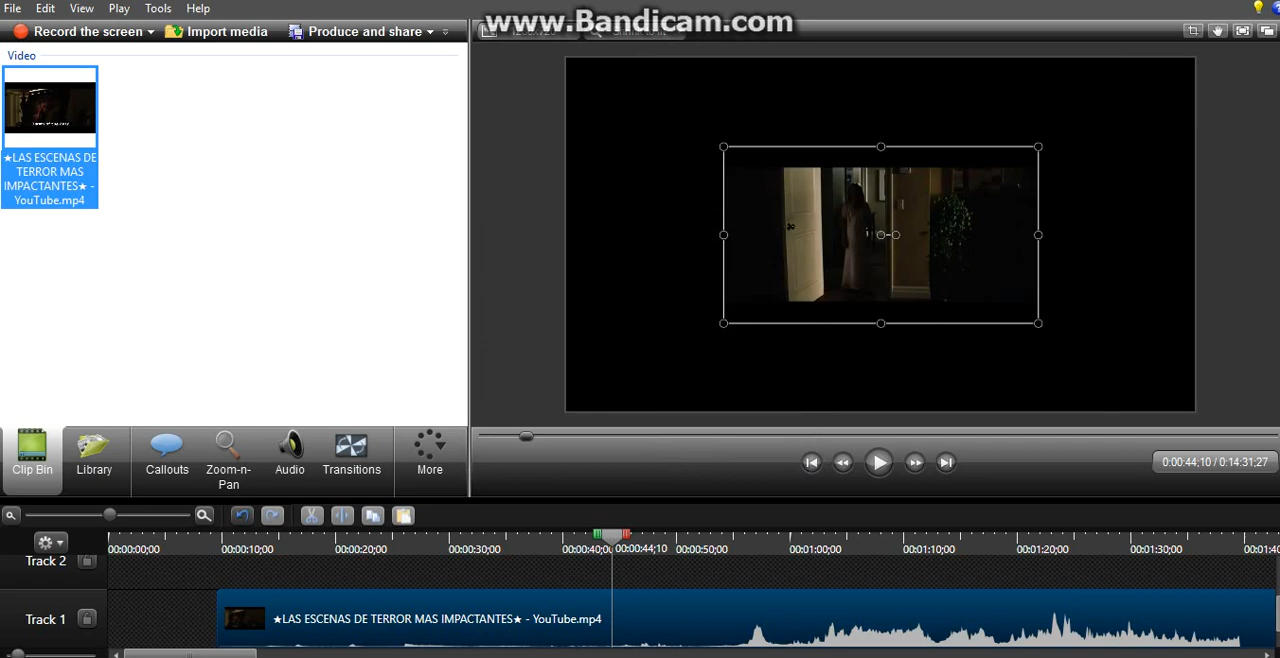 File Edit View Play Tools Help
www.Bandicam.com
Record the screen Import media Produce and share
Video
★LAS ESCENAS DE
TERROR MAS
IMPACTANTES★ -
YouTube.mp4
Clip Bin Library Callouts Zoom-n-
Pan Audio Transitions More
0:00:44;10 / 0:14:31;27
00:00:00;00 00:00:10;00 00:00:20;00 00:00:30;00 00:00:40;00 00:00:44;10 00:00:50;00 00:01:00;00 00:01:10;00 00:01:20;00 00:01:30;00
Track 2
Track 1 ★LAS ESCENAS DE TERROR MAS IMPACTANTES★ - YouTube.mp4